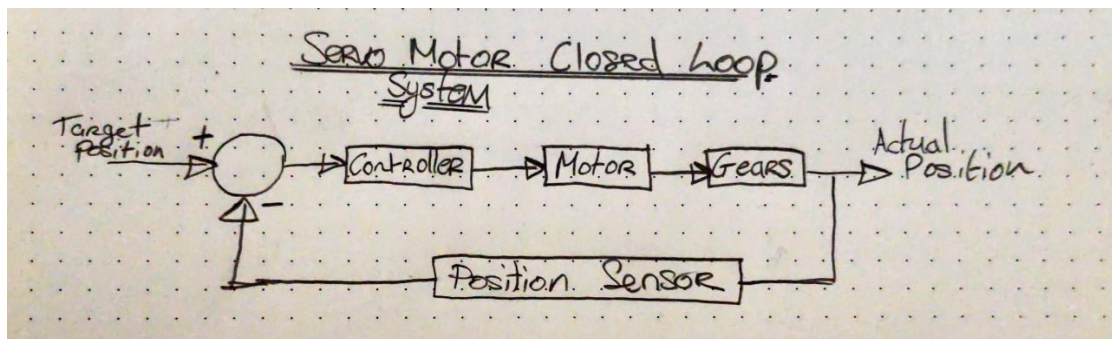 Servo Motor Closed Loop
System
Target
Position
+
Controller
Motor
Gears
Actual
Position
-
Position Sensor